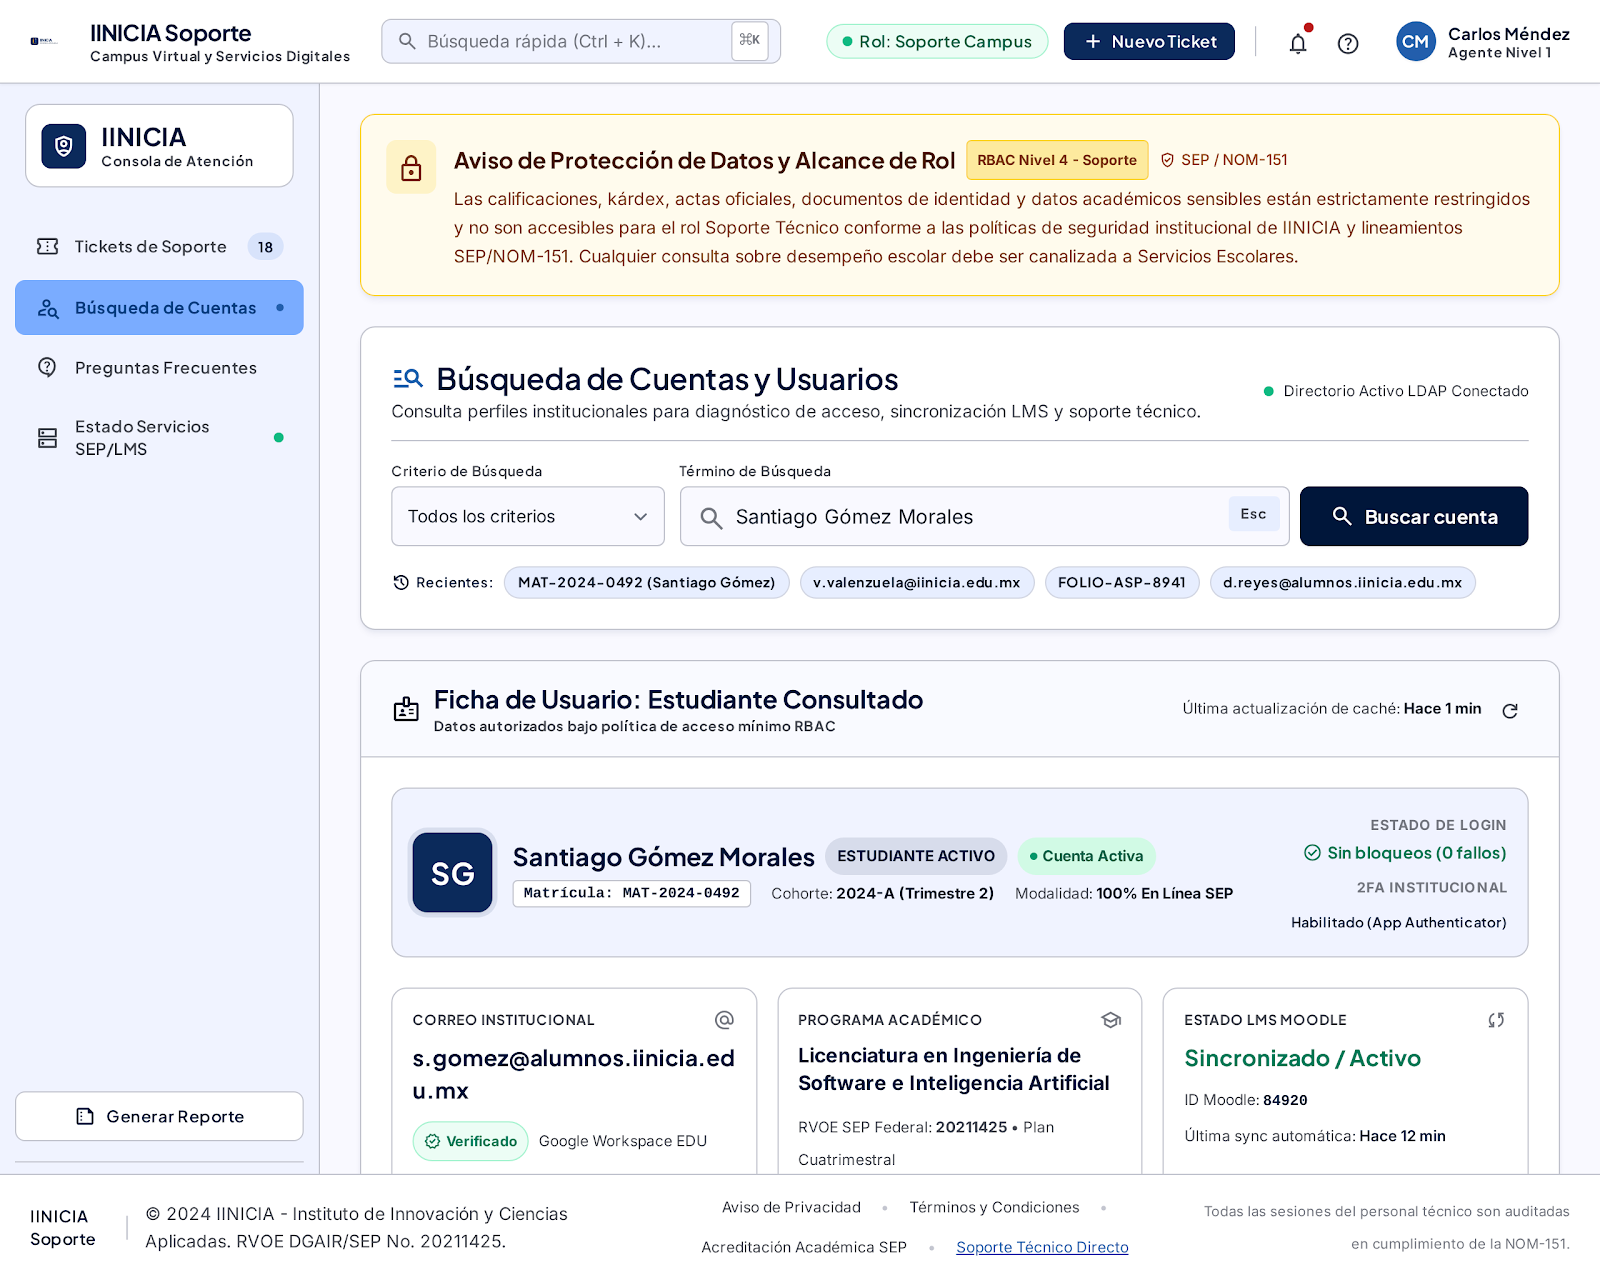 IINICIA Soporte
Campus Virtual y Servicios Digitales
Búsqueda rápida (Ctrl + K)...
⌘K
Rol: Soporte Campus
Nuevo Ticket
CM
Carlos Méndez
Agente Nivel 1
IINICIA
Consola de Atención
Tickets de Soporte
18
Búsqueda de Cuentas
Preguntas Frecuentes
Estado Servicios
SEP/LMS
Generar Reporte
Aviso de Protección de Datos y Alcance de Rol
RBAC Nivel 4 - Soporte
SEP / NOM-151
Las calificaciones, kárdex, actas oficiales, documentos de identidad y datos académicos sensibles están estrictamente restringidos
y no son accesibles para el rol Soporte Técnico conforme a las políticas de seguridad institucional de IINICIA y lineamientos
SEP/NOM-151. Cualquier consulta sobre desempeño escolar debe ser canalizada a Servicios Escolares.
Búsqueda de Cuentas y Usuarios
Consulta perfiles institucionales para diagnóstico de acceso, sincronización LMS y soporte técnico.
Directorio Activo LDAP Conectado
Criterio de Búsqueda
Todos los criterios
Término de Búsqueda
Santiago Gómez Morales
Esc
Buscar cuenta
Recientes:
MAT-2024-0492 (Santiago Gómez)
v.valenzuela@iinicia.edu.mx
FOLIO-ASP-8941
d.reyes@alumnos.iinicia.edu.mx
Ficha de Usuario: Estudiante Consultado
Datos autorizados bajo política de acceso mínimo RBAC
Última actualización de caché: Hace 1 min
SG
Santiago Gómez Morales
ESTUDIANTE ACTIVO
Cuenta Activa
Matrícula: MAT-2024-0492
Cohorte: 2024-A (Trimestre 2)
Modalidad: 100% En Línea SEP
ESTADO DE LOGIN
Sin bloqueos (0 fallos)
2FA INSTITUCIONAL
Habilitado (App Authenticator)
CORREO INSTITUCIONAL
s.gomez@alumnos.iinicia.ed
u.mx
Verificado
Google Workspace EDU
PROGRAMA ACADÉMICO
Licenciatura en Ingeniería de
Software e Inteligencia Artificial
RVOE SEP Federal: 20211425 • Plan
Cuatrimestral
ESTADO LMS MOODLE
Sincronizado / Activo
ID Moodle: 84920
Última sync automática: Hace 12 min
IINICIA
Soporte
© 2024 IINICIA - Instituto de Innovación y Ciencias
Aplicadas. RVOE DGAIR/SEP No. 20211425.
Aviso de Privacidad
Términos y Condiciones
Acreditación Académica SEP
Soporte Técnico Directo
Todas las sesiones del personal técnico son auditadas
en cumplimiento de la NOM-151.